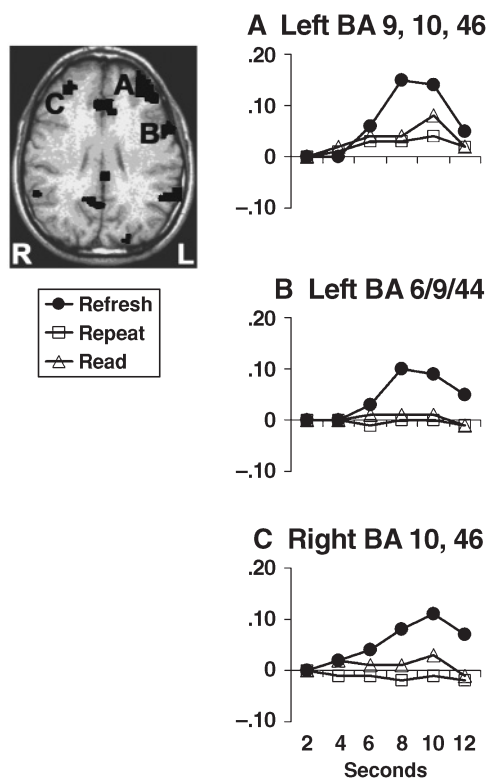 A Left BA 9, 10, 46
.20
.10
0
–.10
A
C
B
R
L
Refresh
Repeat
Read
B Left BA 6/9/44
.20
.10
0
–.10
C Right BA 10, 46
.20
.10
0
–.10
2 4 6 8 10 12
Seconds